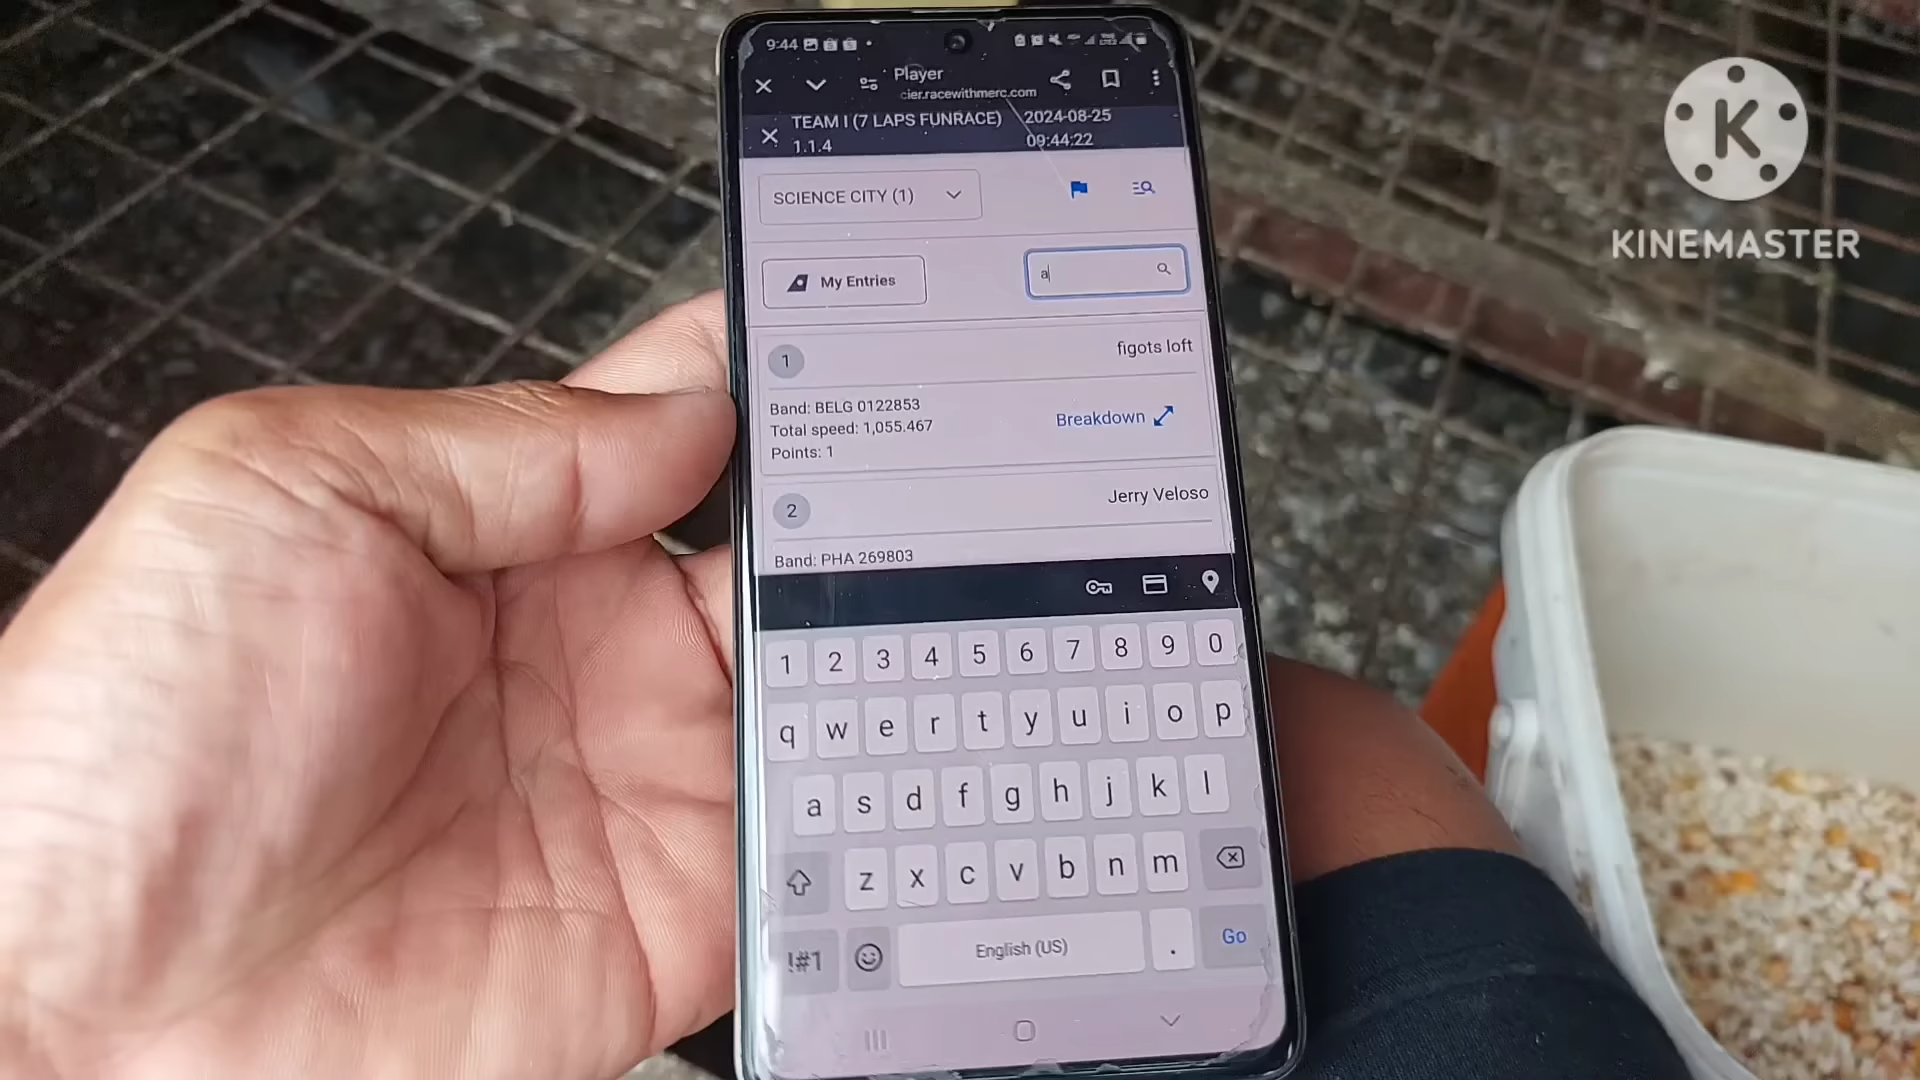 9:44
Player
cier.racewithmerc.com
TEAM I (7 LAPS FUNRACE)
1.1.4
2024-08-25
09:44:22
SCIENCE CITY (1)
My Entries
a
1
figots loft
Band: BELG 0122853
Total speed: 1,055.467
Points: 1
Breakdown
2
Jerry Veloso
Band: PHA 269803
1 2 3 4 5 6 7 8 9 0
q w e r t y u i o p
a s d f g h j k l
z x c v b n m
!#1
English (US)
.
Go
K
KINEMASTER